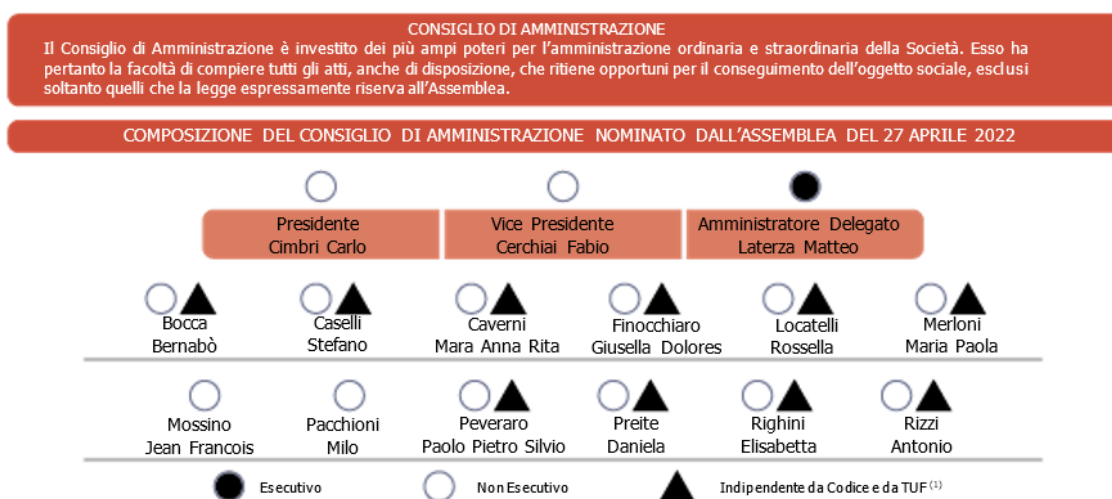 CONSIGLIO DI AMMINISTRAZIONE
Il Consiglio di Amministrazione è investito dei più ampi poteri per l'amministrazione ordinaria e straordinaria della Società. Esso ha
pertanto la facoltà di compiere tutti gli atti, anche di disposizione, che ritiene opportuni per il conseguimento dell'oggetto sociale, esclusi
soltanto quelli che la legge espressamente riserva all'Assemblea.
COMPOSIZIONE DEL CONSIGLIO DI AMMINISTRAZIONE NOMINATO DALL'ASSEMBLEA DEL 27 APRILE 2022
Presidente
Cimbri Carlo
Vice Presidente
Cerchiai Fabio
Amministratore Delegato
Laterza Matteo
Bocca
Bernabò
Caselli
Stefano
Caverni
Mara Anna Rita
Finocchiaro
Giusella Dolores
Locatelli
Rossella
Merloni
Maria Paola
Mossino
Jean Francois
Pacchioni
Milo
Peveraro
Paolo Pietro Silvio
Preite
Daniela
Righini
Elisabetta
Rizzi
Antonio
Esecutivo
Non Esecutivo
Indipendente da Codice e da TUF (1)